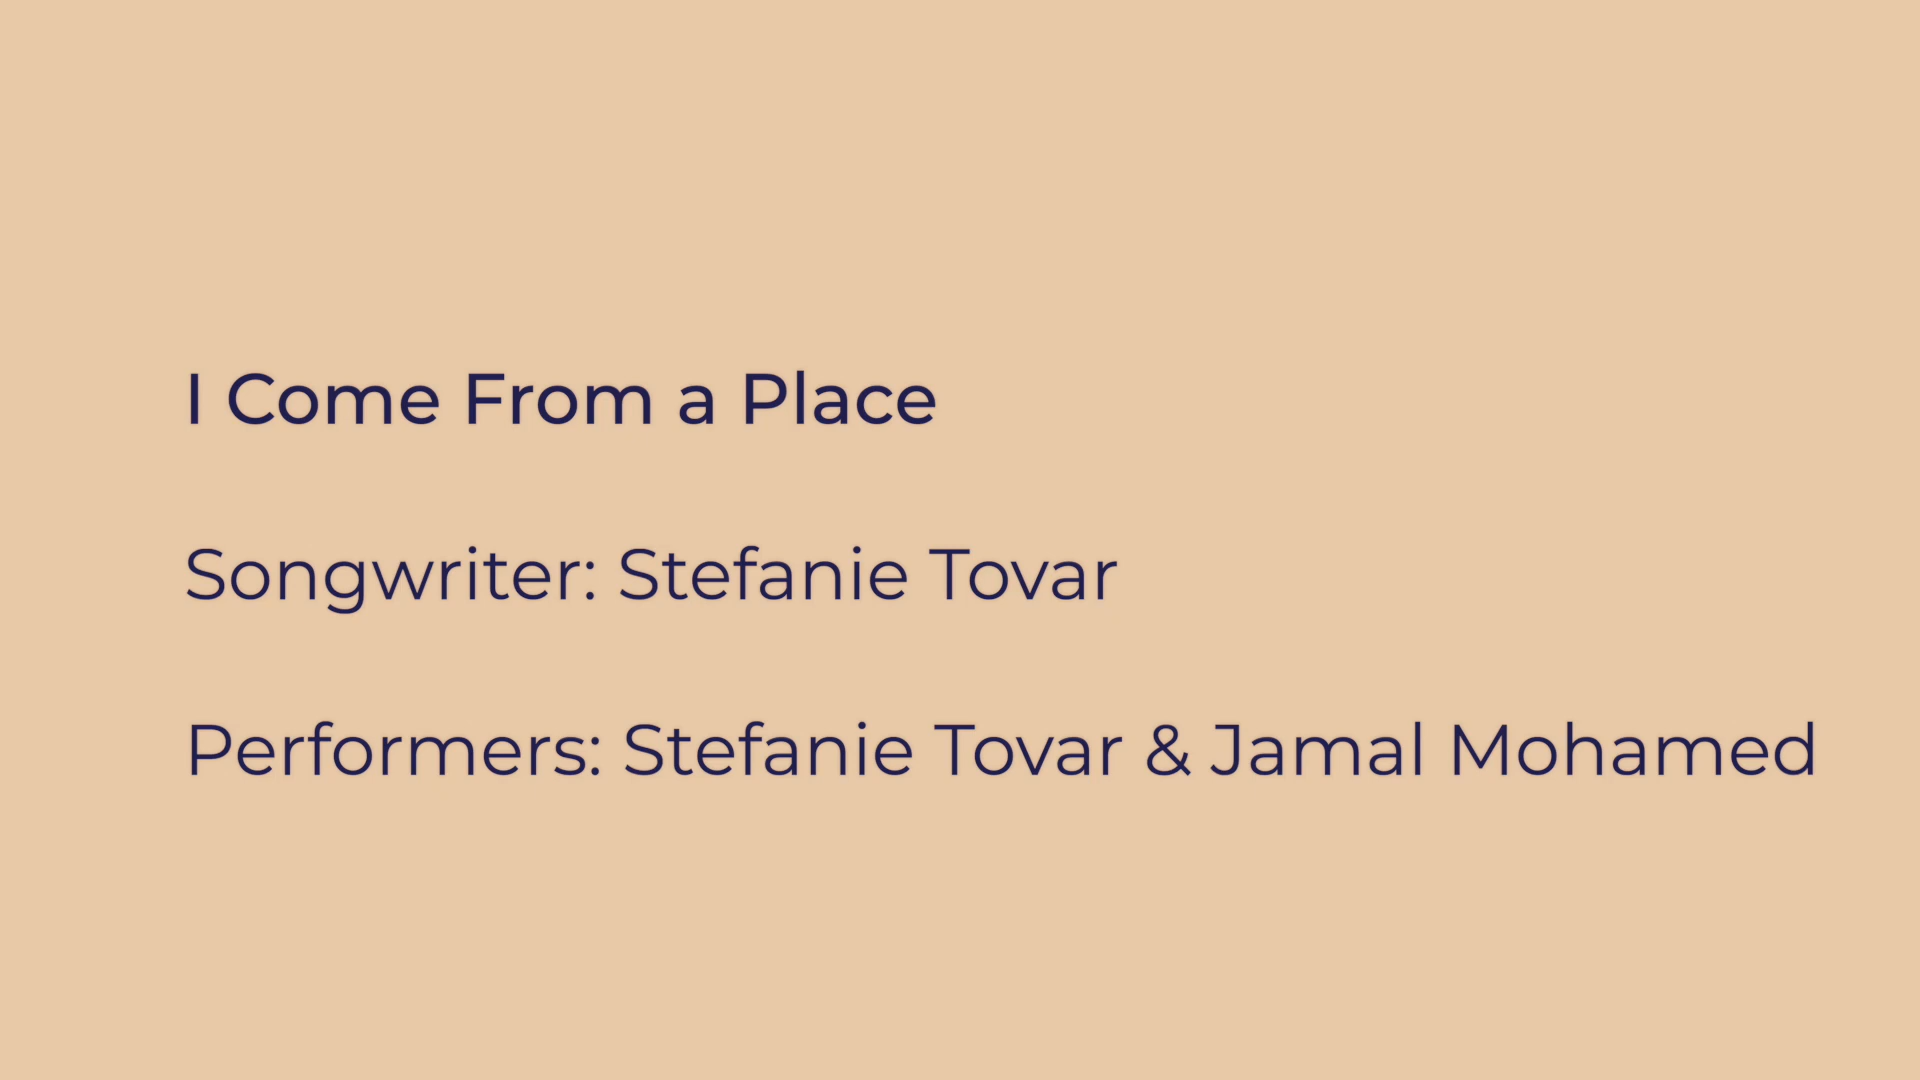 I Come From a Place
Songwriter: Stefanie Tovar
Performers: Stefanie Tovar & Jamal Mohamed